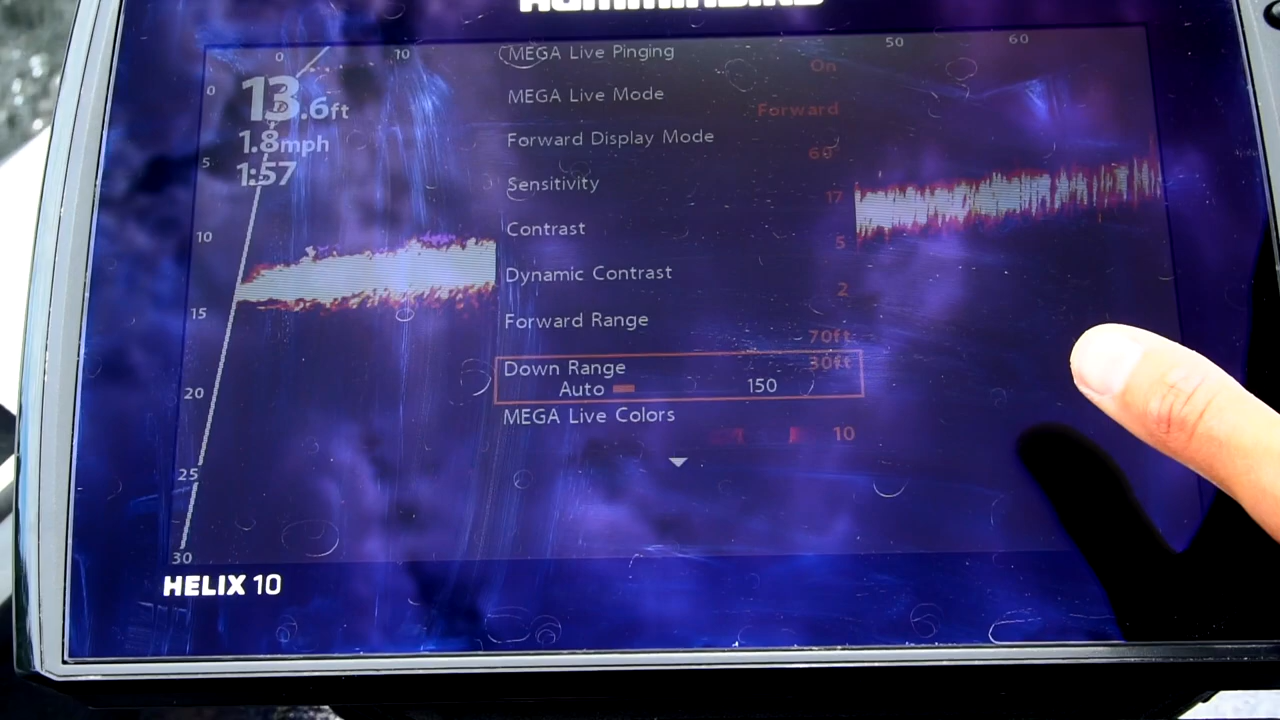 HUMMINBIRD
0 10 50 60
0
13.6ft
1.8mph
1:57
5
10
15
20
25
30
MEGA Live Pinging On
MEGA Live Mode Forward
Forward Display Mode 60°
Sensitivity 17
Contrast 5
Dynamic Contrast 2
Forward Range 70ft
Down Range 30ft
Auto 150
MEGA Live Colors 10
HELIX 10